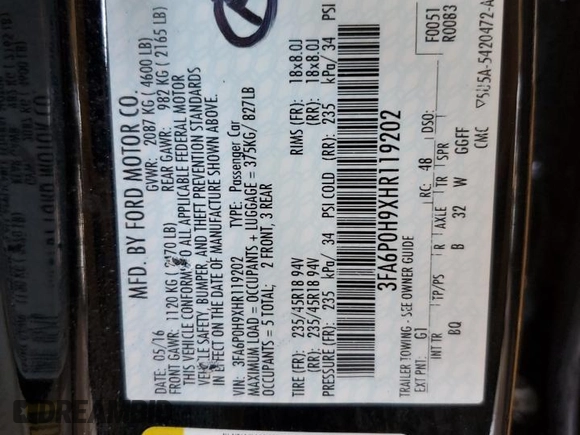 MFD. BY FORD MOTOR CO.
DATE: 05/16 GVWR: 2087 KG ( 4600 LB)
FRONT GAWR: 1120 KG ( 2470 LB) REAR GAWR: 982 KG ( 2165 LB)
THIS VEHICLE CONFORMS TO ALL APPLICABLE FEDERAL MOTOR
VEHICLE SAFETY, BUMPER, AND THEFT PREVENTION STANDARDS
IN EFFECT ON THE DATE OF MANUFACTURE SHOWN ABOVE.
VIN: 3FA6P0H9XHR119202 TYPE: Passenger Car
MAXIMUM LOAD = OCCUPANTS + LUGGAGE = 375KG/ 827LB
OCCUPANTS = 5 TOTAL; 2 FRONT, 3 REAR
TIRE (FR): 235/45R18 94V RIMS (FR): 18x8.0J
TIRE (RR): 235/45R18 94V RIMS (RR): 18x8.0J
PRESSURE (FR): 235 kPa/ 34 PSI COLD (RR): 235 kPa/ 34 PSI
3FA6P0H9XHR119202
F0051
R0083
TRAILER TOWING - SEE OWNER GUIDE
EXT PNT: G1 RC: 48 DSO:
INT TR TP/PS R AXLE TR SPR
BQ B 32 W GGFF
CMC 5U5A-5420472-A